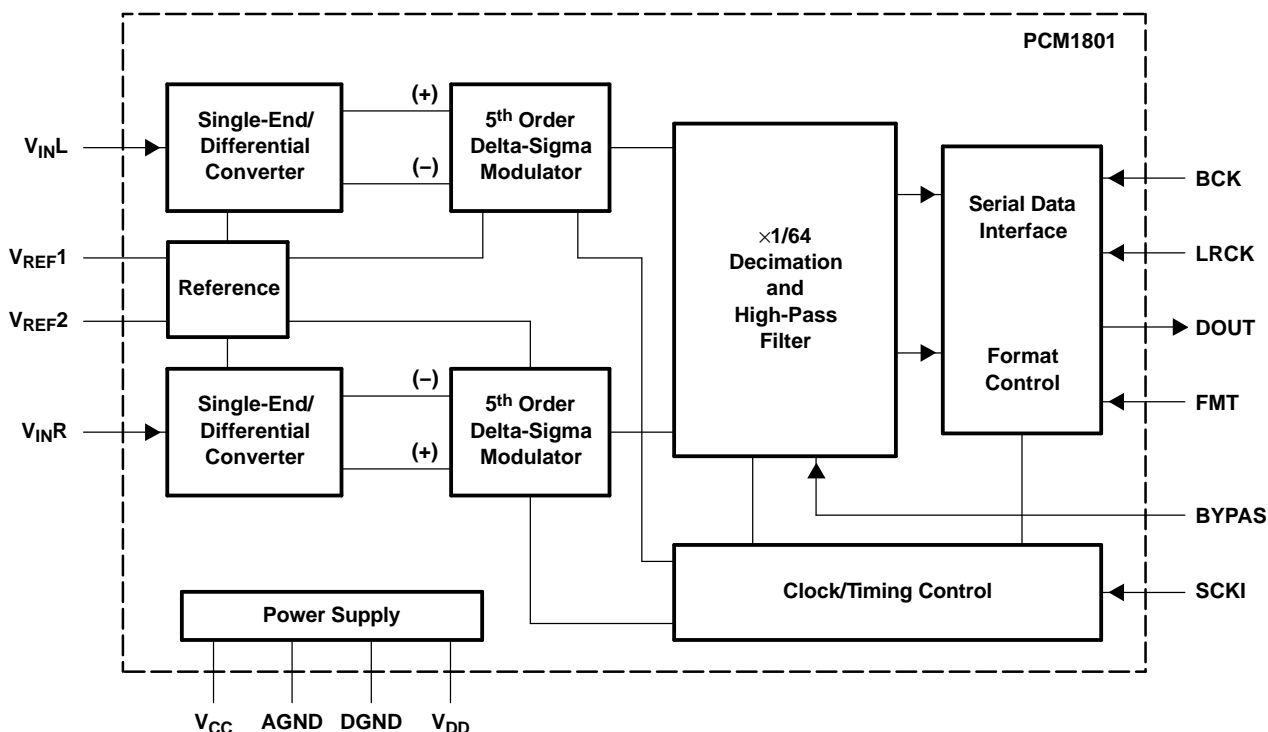 PCM1801
Single-End/
Differential
Converter
(+)
(−)
5th Order
Delta-Sigma
Modulator
VINL
VREF1
VREF2
Reference
×1/64
Decimation
and
High-Pass
Filter
Serial Data
Interface
Format
Control
BCK
LRCK
DOUT
FMT
BYPAS
SCKI
VINR
Single-End/
Differential
Converter
(−)
(+)
5th Order
Delta-Sigma
Modulator
Clock/Timing Control
Power Supply
VCC
AGND
DGND
VDD